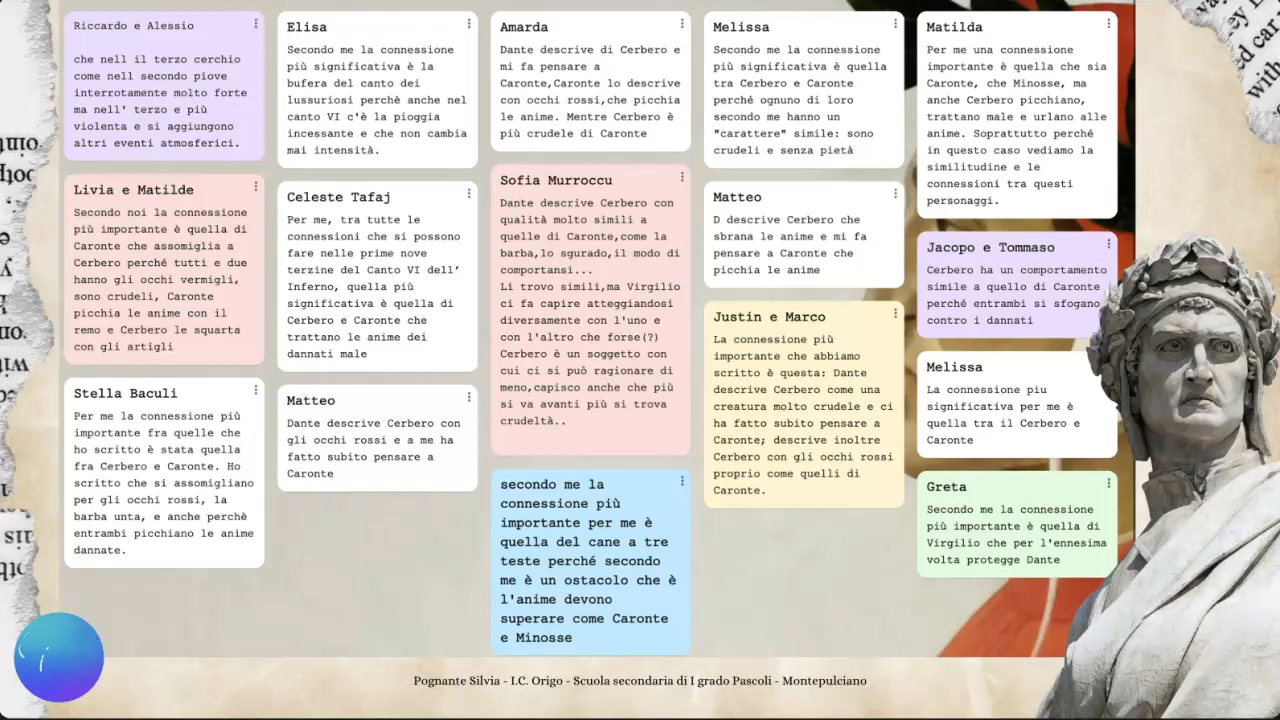 Riccardo e Alessio
che nell il terzo cerchio
come nell secondo piove
interrotamente molto forte
ma nell' terzo e più
violenta e si aggiungono
altri eventi atmosferici.
Livia e Matilde
Secondo noi la connessione
più importante è quella di
Caronte che assomiglia a
Cerbero:perché tutti e due
hanno gli occhi vermigli,
sono crudeli, Caronte
picchia le anime con il
remo e Cerbero le squarta
con gli artigli
Stella Baculi
Per me la connessione più
importante fra quelle che
ho scritto è stata quella
fra Cerbero e Caronte. Ho
scritto che si assomigliano
per gli occhi rossi, la
barba unta, e anche perchè
entrambi picchiano le anime
dannate.
Elisa
Secondo me la connessione
più significativa è la
bufera del canto dei
lussuriosi perchè anche nel
canto VI c'è la pioggia
incessante e che non cambia
mai intensità.
Celeste Tafaj
Per me, tra tutte le
connessioni che si possono
fare nelle prime nove
terzine del Canto VI dell’
Inferno, quella più
significativa è quella di
Cerbero e Caronte che
trattano le anime dei
dannati male
Matteo
Dante descrive Cerbero con
gli occhi rossi e a me ha
fatto subito pensare a
Caronte
Amarda
Dante descrive di Cerbero e
mi fa pensare a
Caronte,Caronte lo descrive
con occhi rossi,che picchia
le anime. Mentre Cerbero è
più crudele di Caronte
Sofia Murroccu
Dante descrive Cerbero con
qualità molto simili a
quelle di Caronte,come la
barba,lo sgurado,il modo di
comportansi...
Li trovo simili,ma Virgilio
ci fa capire atteggiandosi
diversamente con l'uno e
con l'altro che forse(?)
Cerbero è un soggetto con
cui ci si può ragionare di
meno,capisco anche che più
si va avanti più si trova
crudeltà..
secondo me la
connessione più
importante per me è
quella del cane a tre
teste perché secondo
me è un ostacolo che è
l'anime devono
superare come Caronte
e Minosse
Melissa
Secondo me la connessione
più significativa è quella
tra Cerbero e Caronte
perché ognuno di loro
secondo me hanno un
"carattere" simile: sono
crudeli e senza pietà
Matteo
D descrive Cerbero che
sbrana le anime e mi fa
pensare a Caronte che
picchia le anime
Justin e Marco
La connessione più
importante che abbiamo
scritto è questa: Dante
descrive Cerbero come una
creatura molto crudele e ci
ha fatto subito pensare a
Caronte; descrive inoltre
Cerbero con gli occhi rossi
proprio come quelli di
Caronte.
Matilda
Per me una connessione
importante è quella che sia
Caronte, che Minosse, ma
anche Cerbero picchiano,
trattano male e urlano alle
anime. Soprattutto perché
in questo caso vediamo la
similitudine e le
connessioni tra questi
personaggi.
Jacopo e Tommaso
Cerbero ha un comportamento
simile a quello di Caronte
perché entrambi si sfogano
contro i dannati
Melissa
La connessione piu
significativa per me è
quella tra il Cerbero e
Caronte
Greta
Secondo me la connessione
più importante è quella di
Virgilio che per l'ennesima
volta protegge Dante
Pognante Silvia - I.C. Origo - Scuola secondaria di I grado Pascoli - Montepulciano